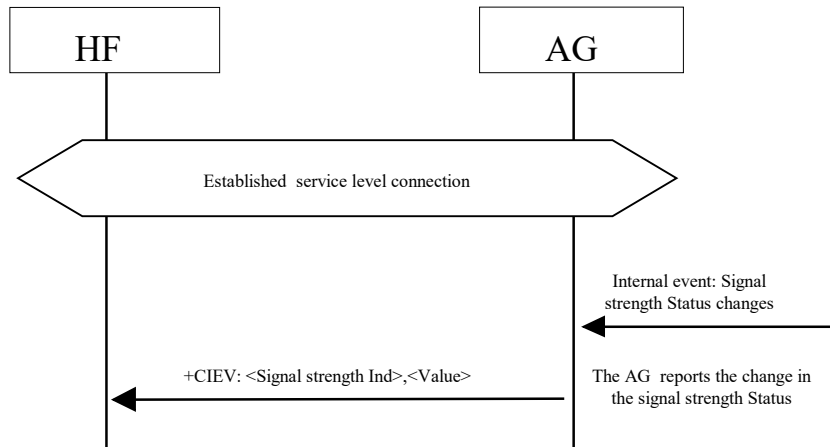 HF
AG
Established service level connection
Internal event: Signal
strength Status changes
+CIEV: <Signal strength Ind>,<Value>
The AG reports the change in
the signal strength Status